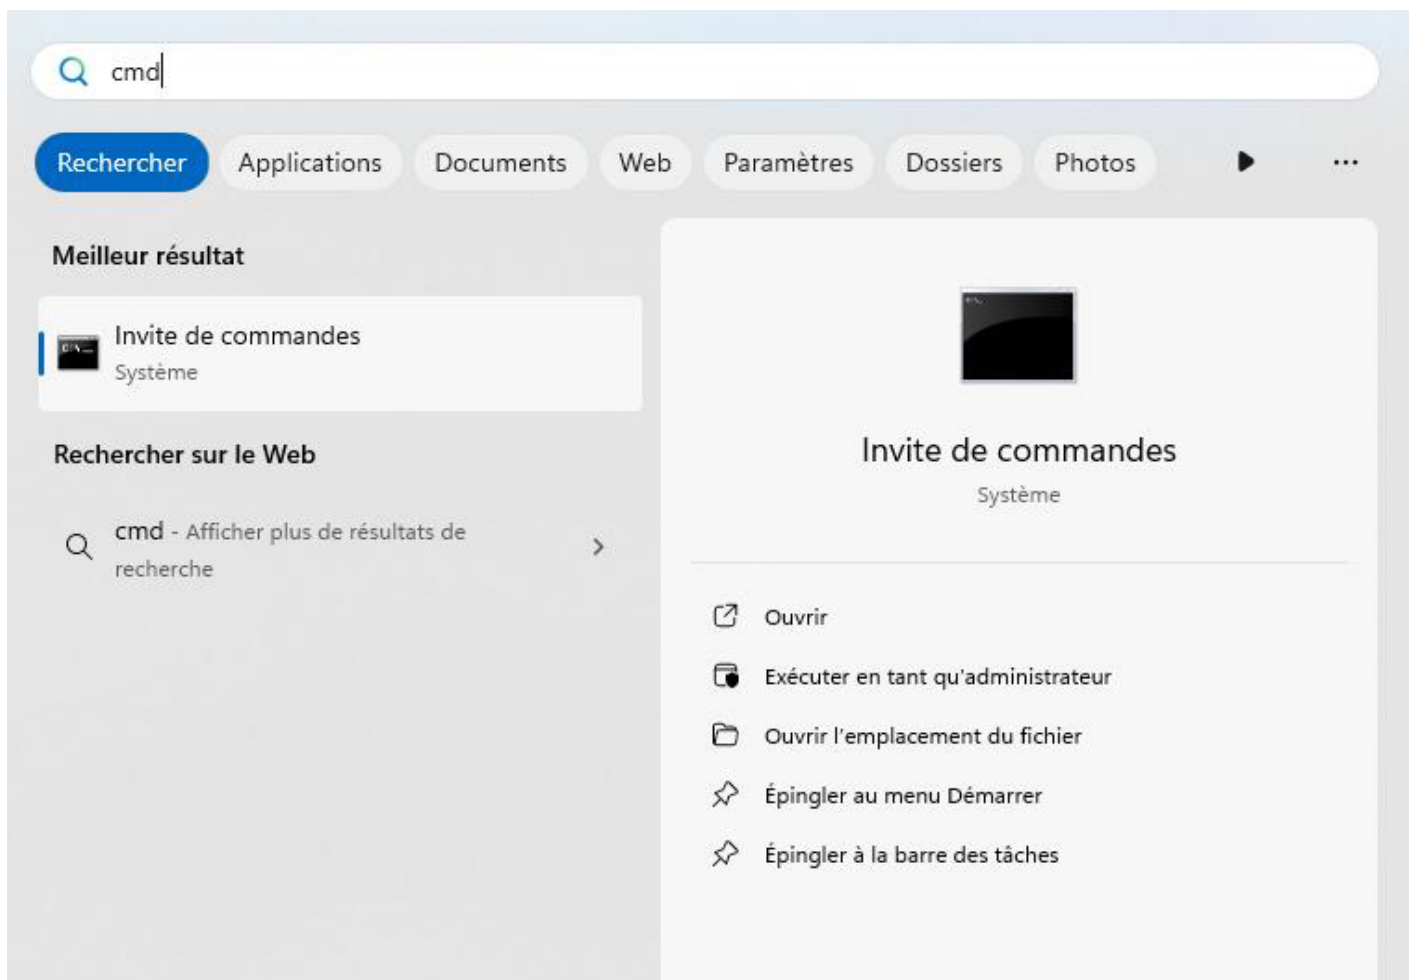 cmd
Rechercher
Applications
Documents
Web
Paramètres
Dossiers
Photos
Meilleur résultat
Invite de commandes
Système
Rechercher sur le Web
cmd - Afficher plus de résultats de
recherche
Invite de commandes
Système
Ouvrir
Exécuter en tant qu'administrateur
Ouvrir l'emplacement du fichier
Épingler au menu Démarrer
Épingler à la barre des tâches